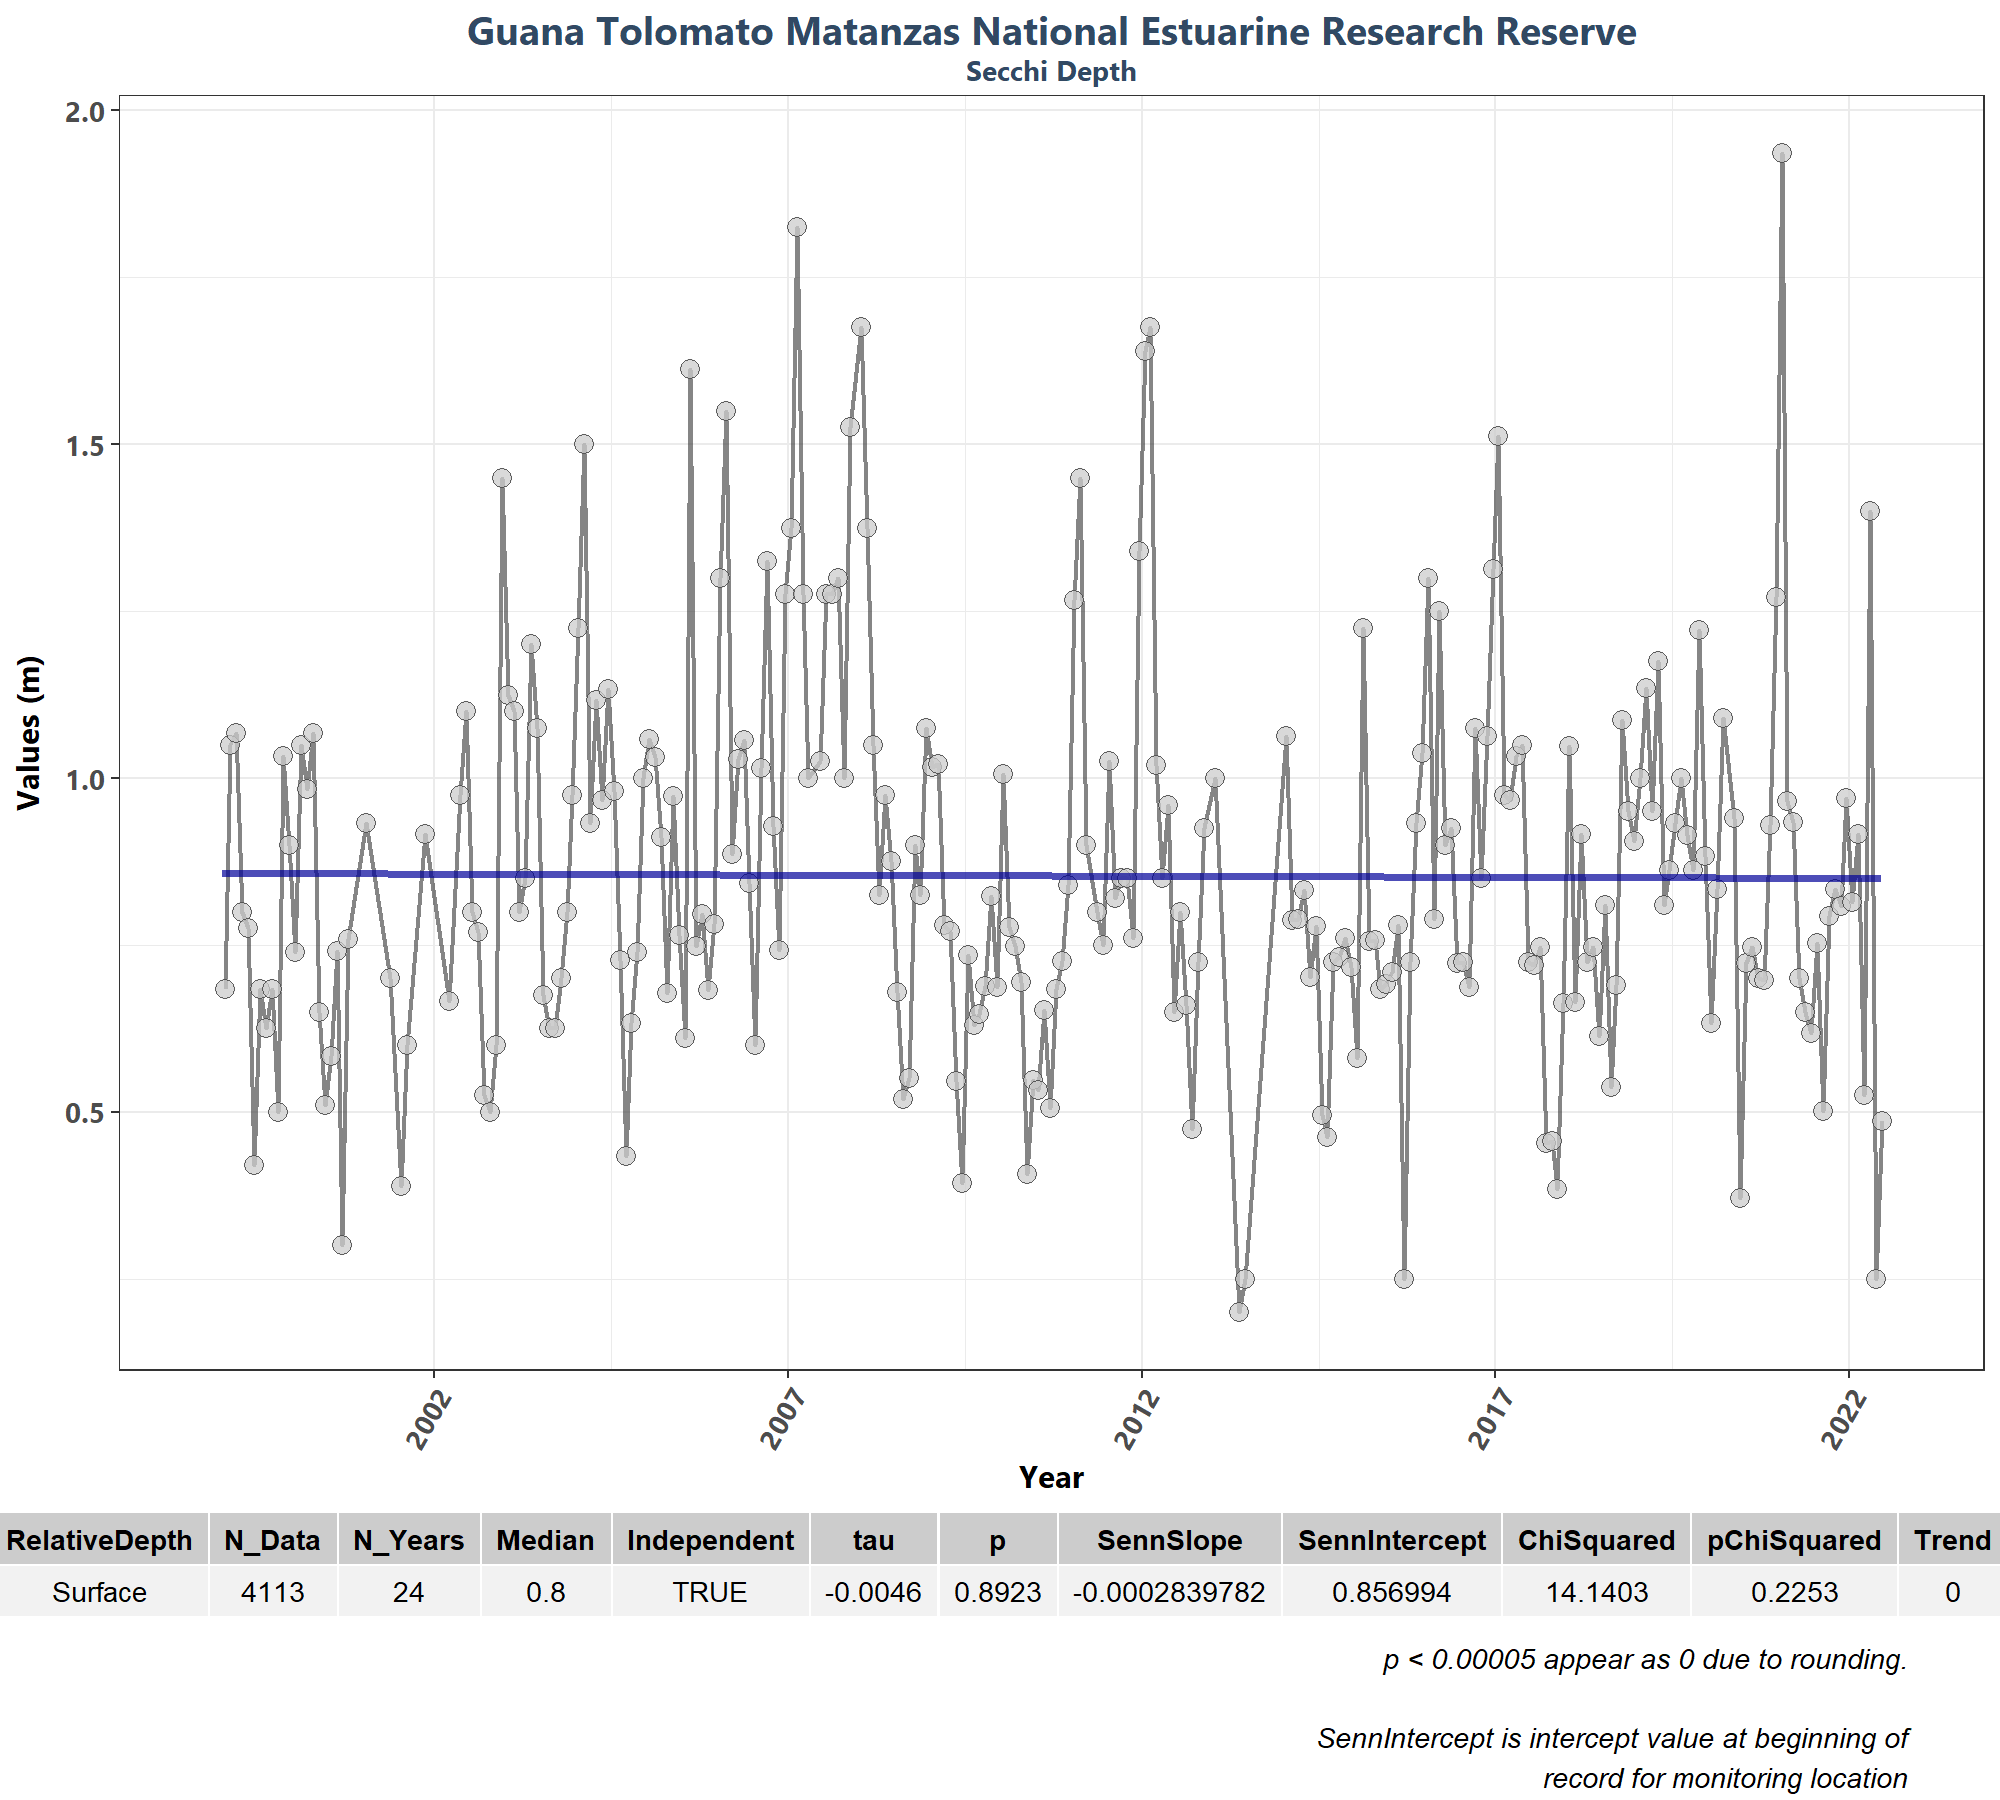 Guana Tolomato Matanzas National Estuarine Research Reserve
Secchi Depth
2.0
1.5
1.0
0.5
Values (m)
2002 2007 2012 2017 2022
Year
RelativeDepth N_Data N_Years Median Independent tau p SennSlope SennIntercept ChiSquared pChiSquared Trend
Surface 4113 24 0.8 TRUE -0.0046 0.8923 -0.0002839782 0.856994 14.1403 0.2253 0
p < 0.00005 appear as 0 due to rounding.
SennIntercept is intercept value at beginning of
record for monitoring location